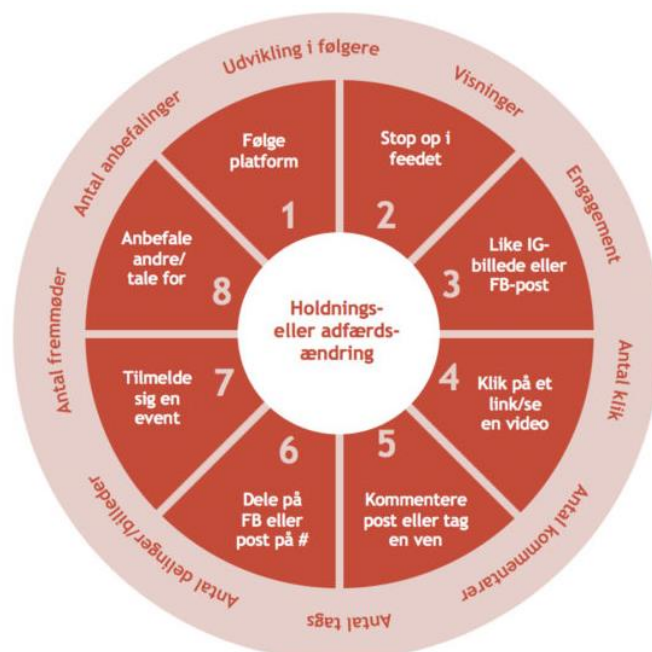 Udvikling i følgere
Visninger
Engagement
Antal klik
Antal kommentarer
Antal tags
Antal delinger/billeder
Antal fremmøder
Antal anbefalinger
Følge
platform
1
Stop op i
feedet
2
Like IG-
billede eller
FB-post
3
Klik på et
link/se
en video
4
Kommentere
post eller tag
en ven
5
Dele på
FB eller
post på #
6
Tilmelde
sig en
event
7
Anbefale
andre/
tale for
8
Holdnings-
eller adfærds-
ændring